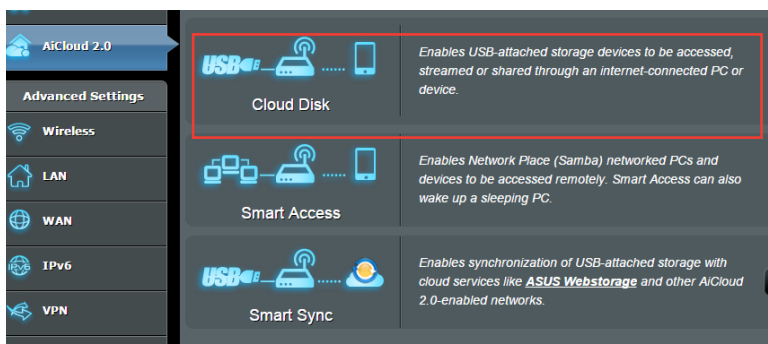 AiCloud 2.0
Advanced Settings
Wireless
LAN
WAN
IPv6
IPv6
VPN
USB
Cloud Disk
Enables USB-attached storage devices to be accessed,
streamed or shared through an internet-connected PC or
device.
Smart Access
Enables Network Place (Samba) networked PCs and
devices to be accessed remotely. Smart Access can also
wake up a sleeping PC.
USB
Smart Sync
Enables synchronization of USB-attached storage with
cloud services like ASUS Webstorage and other AiCloud
2.0-enabled networks.